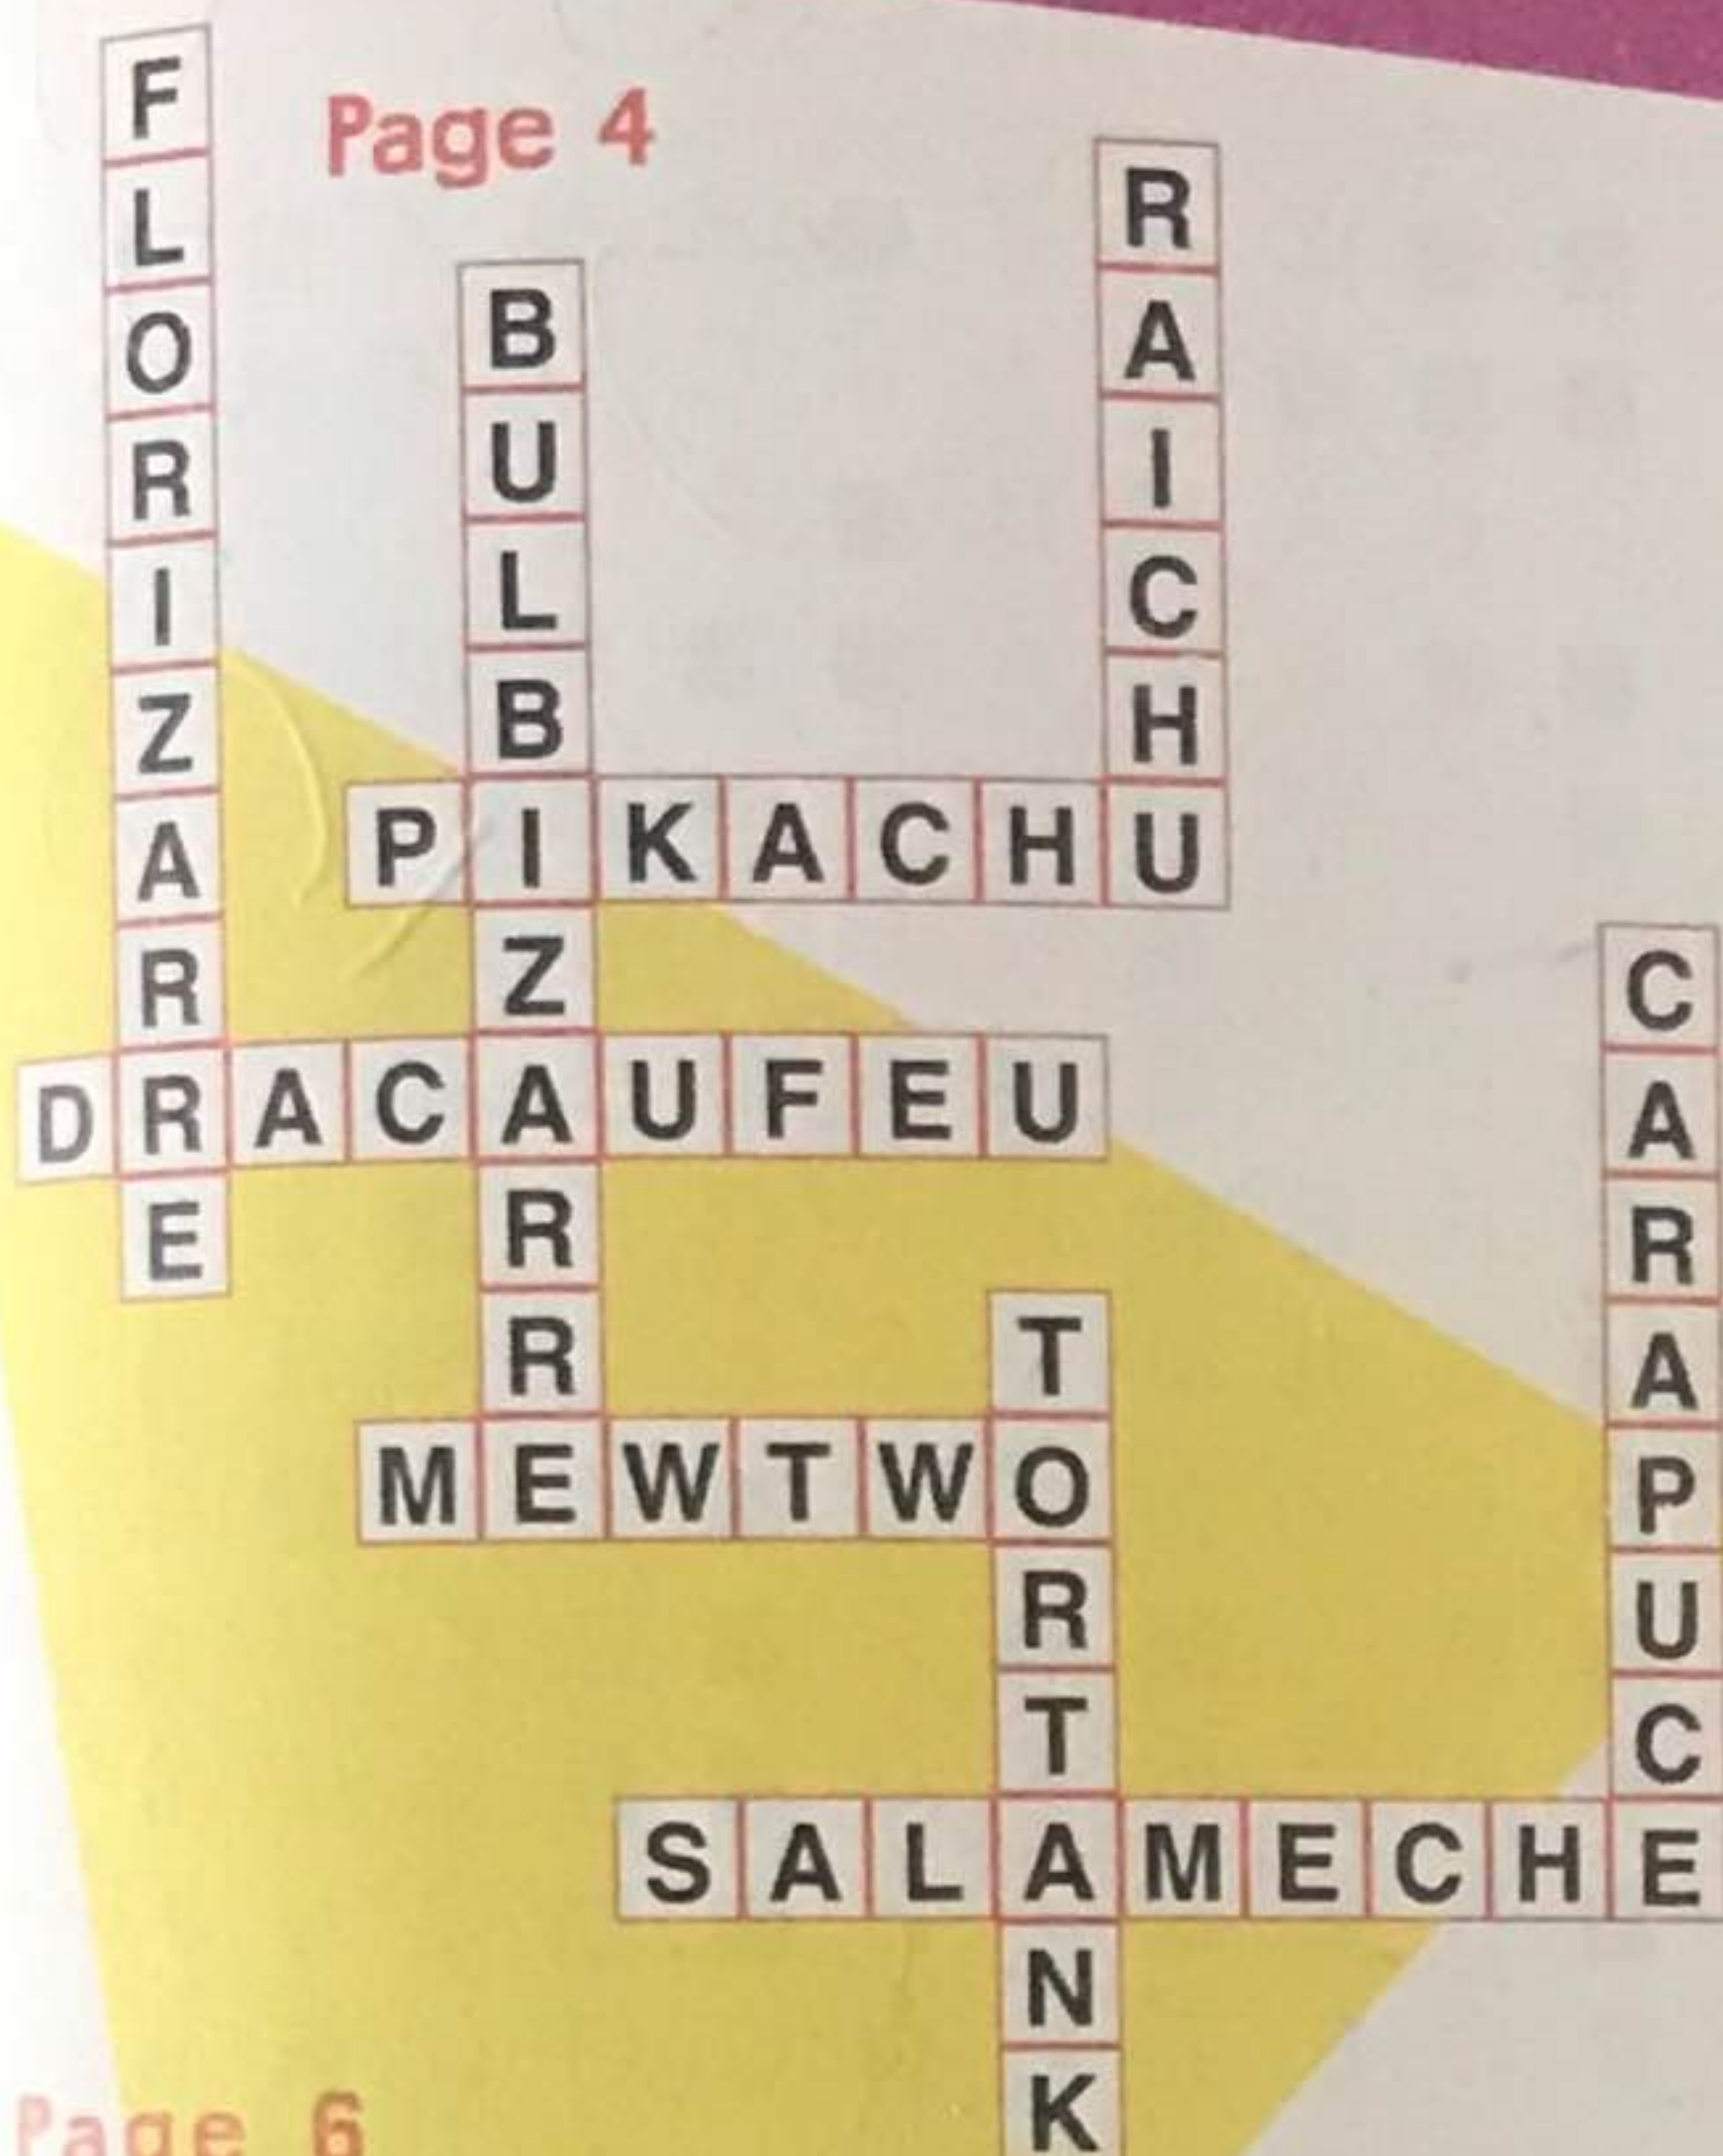 Page 4
FLORIZARRE
BULBIZARRE
RAICHU
PIKACHU
CARAPUCE
DRACAUFEU
TORTANK
MEWTWO
SALAMECHE
Page 6